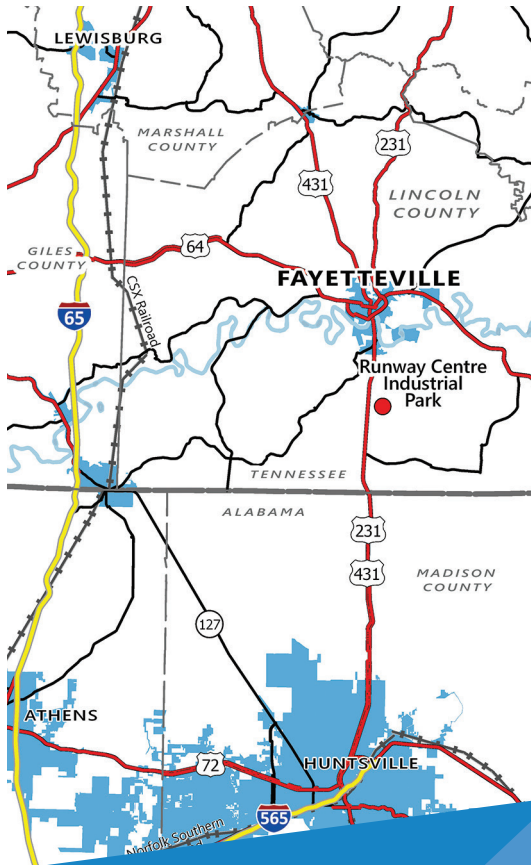 LEWISBURG
MARSHALL
COUNTY
231
431
LINCOLN
COUNTY
64
GILES
COUNTY
FAYETTEVILLE
CSX Railroad
65
Runway Centre
Industrial
Park
TENNESSEE
ALABAMA
231
431
MADISON
COUNTY
127
ATHENS
72
HUNTSVILLE
565
Norfolk Southern